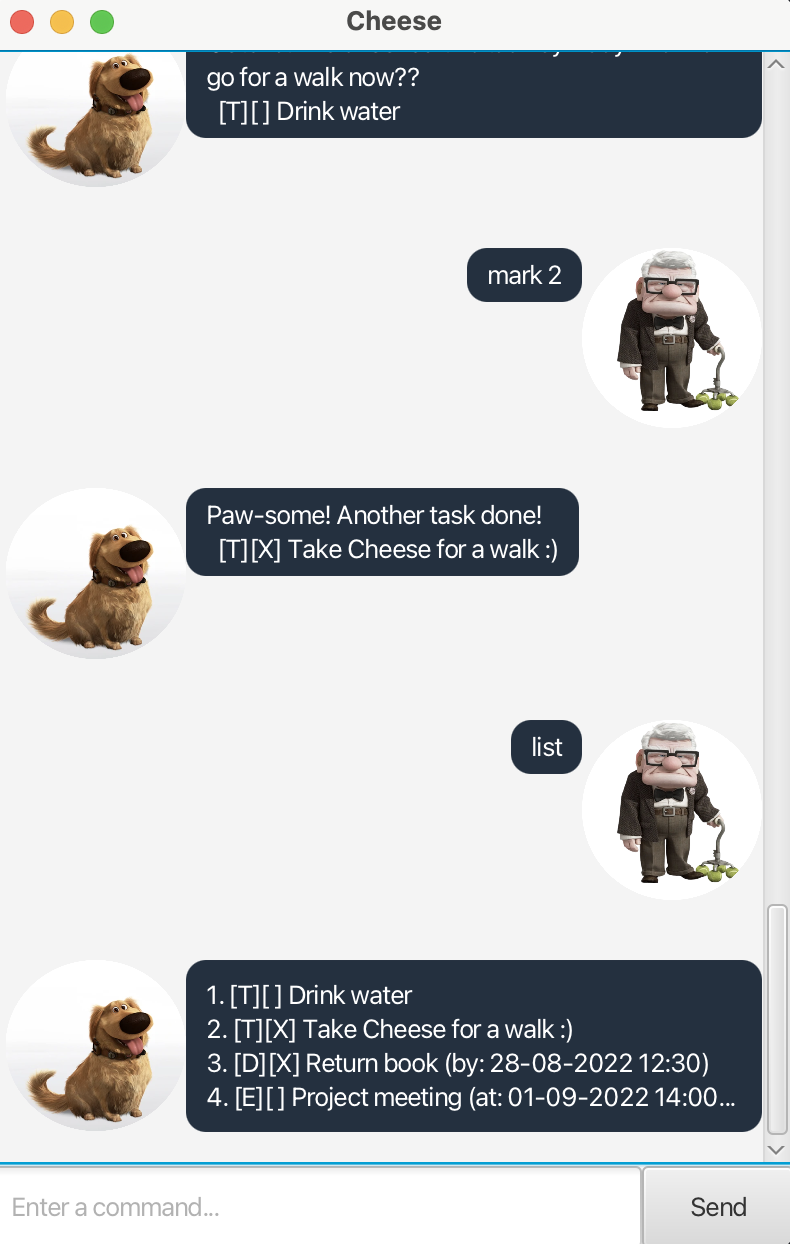 Cheese
go for a walk now??
[T][ ] Drink water
mark 2
Paw-some! Another task done!
[T][X] Take Cheese for a walk :)
list
1. [T][ ] Drink water
2. [T][X] Take Cheese for a walk :)
3. [D][X] Return book (by: 28-08-2022 12:30)
4. [E][ ] Project meeting (at: 01-09-2022 14:00...
Enter a command...
Send